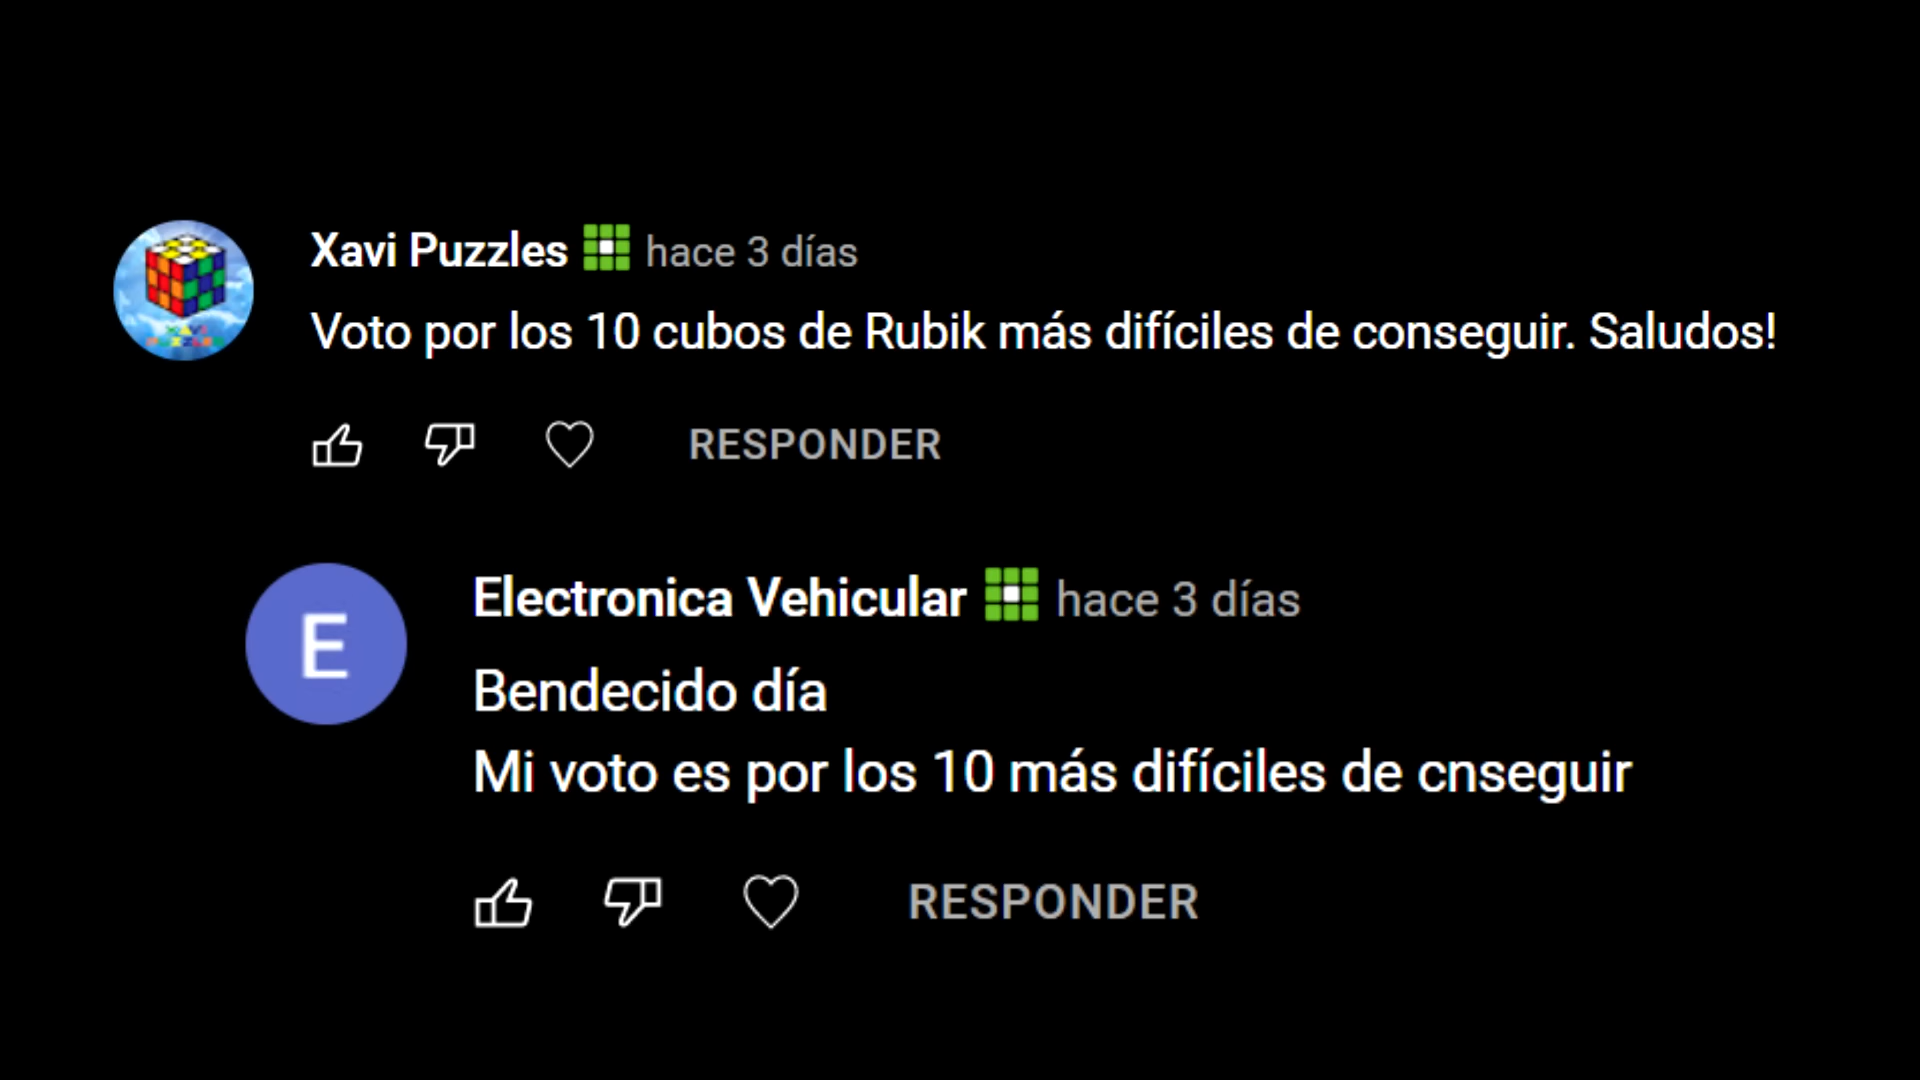 Xavi Puzzles hace 3 días
Voto por los 10 cubos de Rubik más difíciles de conseguir. Saludos!
RESPONDER
E
Electronica Vehicular hace 3 días
Bendecido día
Mi voto es por los 10 más difíciles de cnseguir
RESPONDER